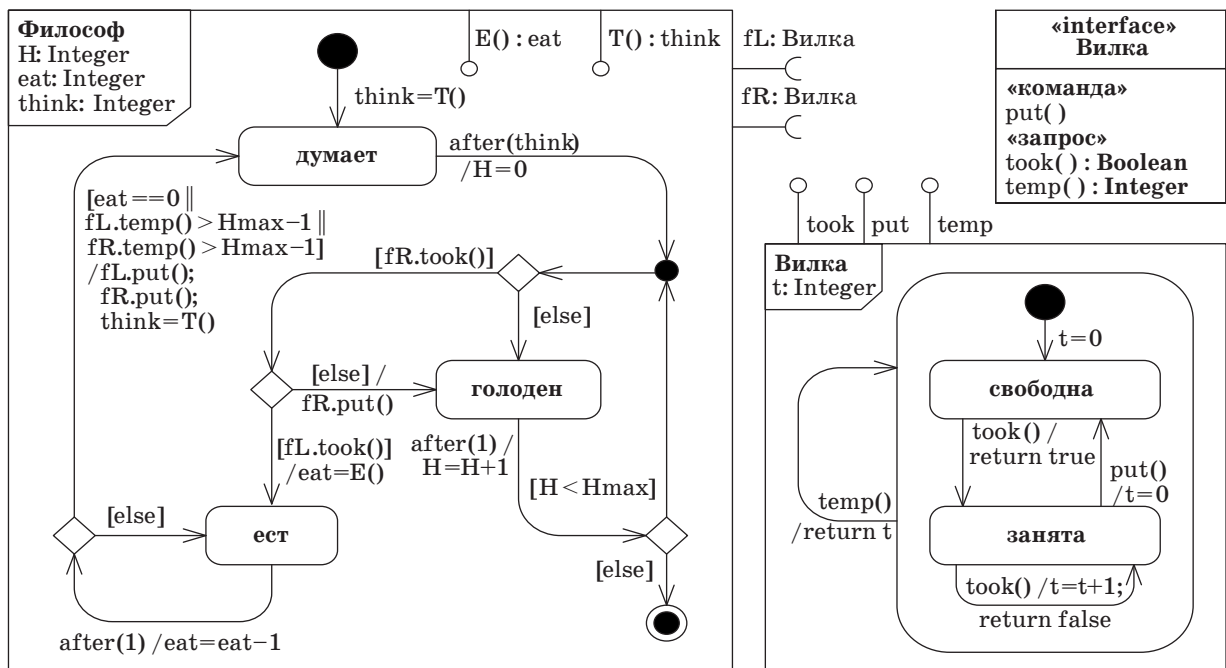 Философ
H: Integer
eat: Integer
think: Integer
E() : eat
T() : think
think=T()
думает
after(think)
/H=0
[eat==0 ||
fL.temp() > Hmax−1 ||
fR.temp() > Hmax−1]
/fL.put();
fR.put();
think=T()
[fR.took()]
[else]
[else] /
fR.put()
голоден
[fL.took()]
/eat=E()
after(1) /
H=H+1
[H < Hmax]
[else]
ест
[else]
after(1) /eat=eat−1
fL: Вилка
fR: Вилка
«interface»
Вилка
«команда»
put( )
«запрос»
took( ) : Boolean
temp( ) : Integer
took
put
temp
Вилка
t: Integer
t=0
свободна
took() /
return true
put()
/t=0
temp()
/return t
занята
took() /t=t+1;
return false